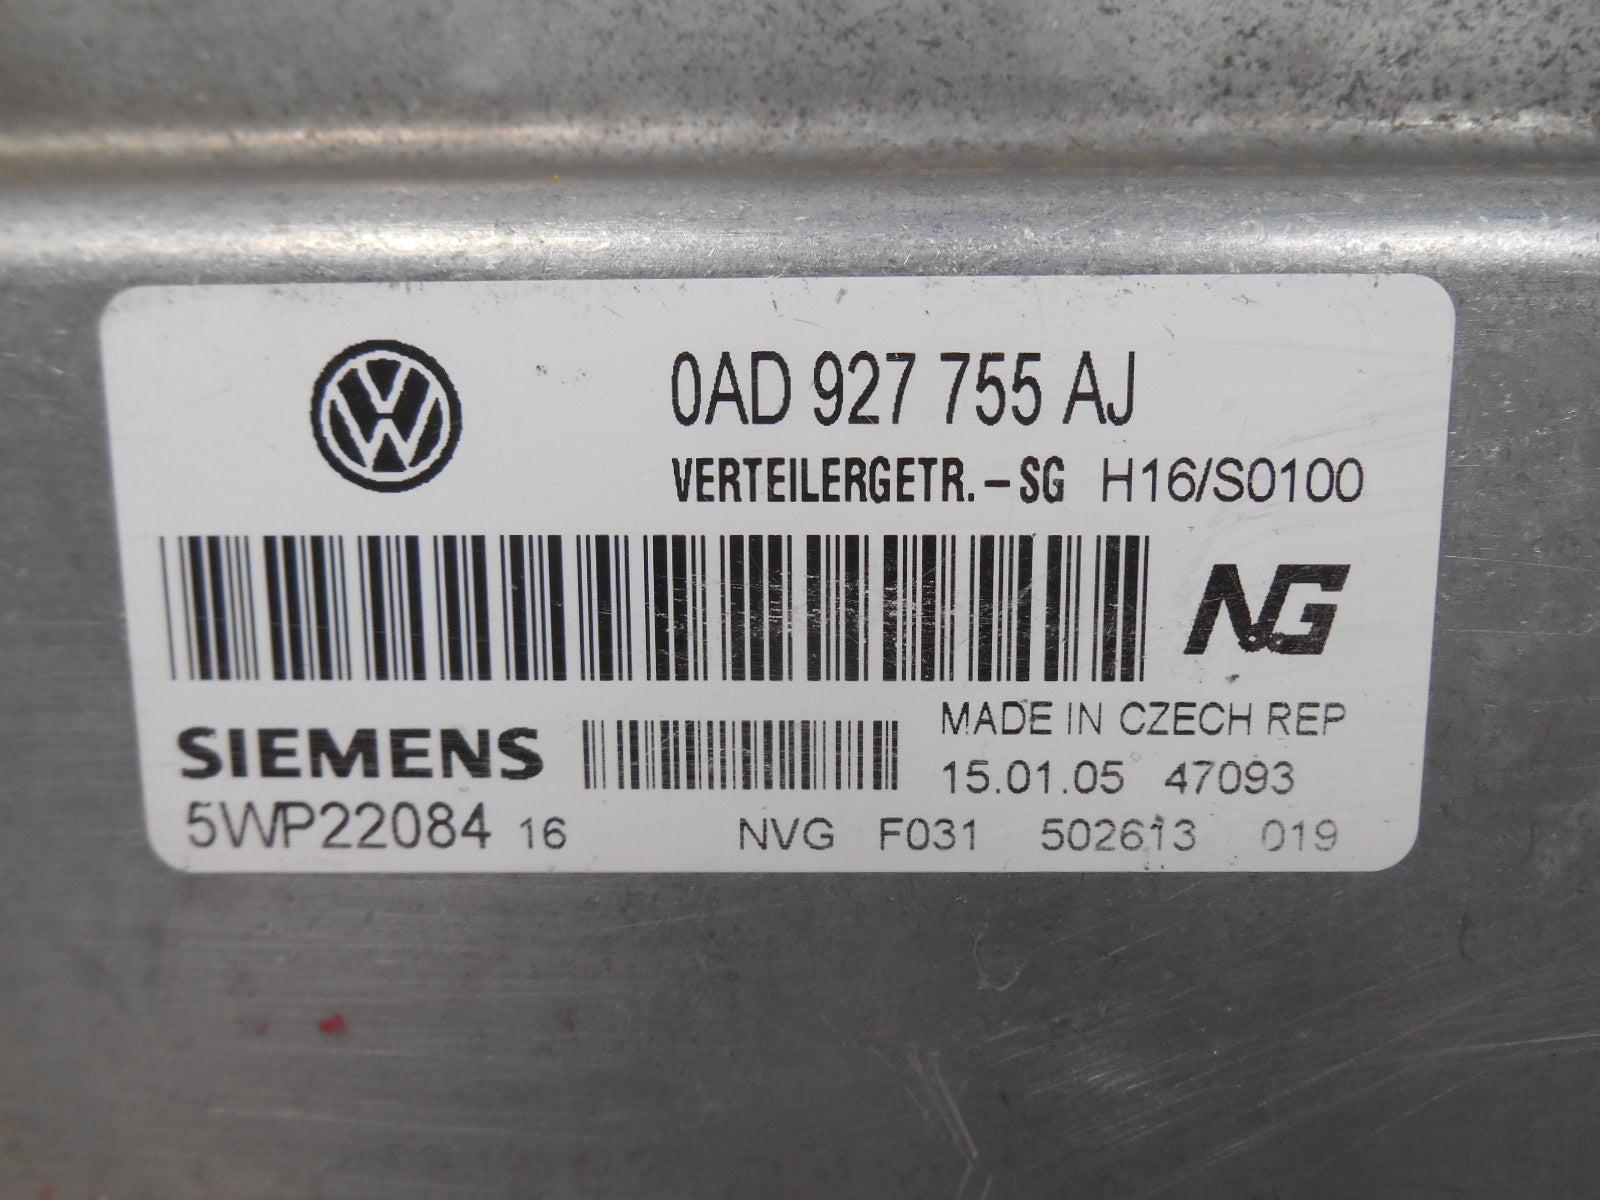 0AD 927 755 AJ
VERTEILERGETR.-SG H16/S0100
NG
MADE IN CZECH REP
SIEMENS
15.01.05 47093
5WP22084 16 NVG F031 502613 019